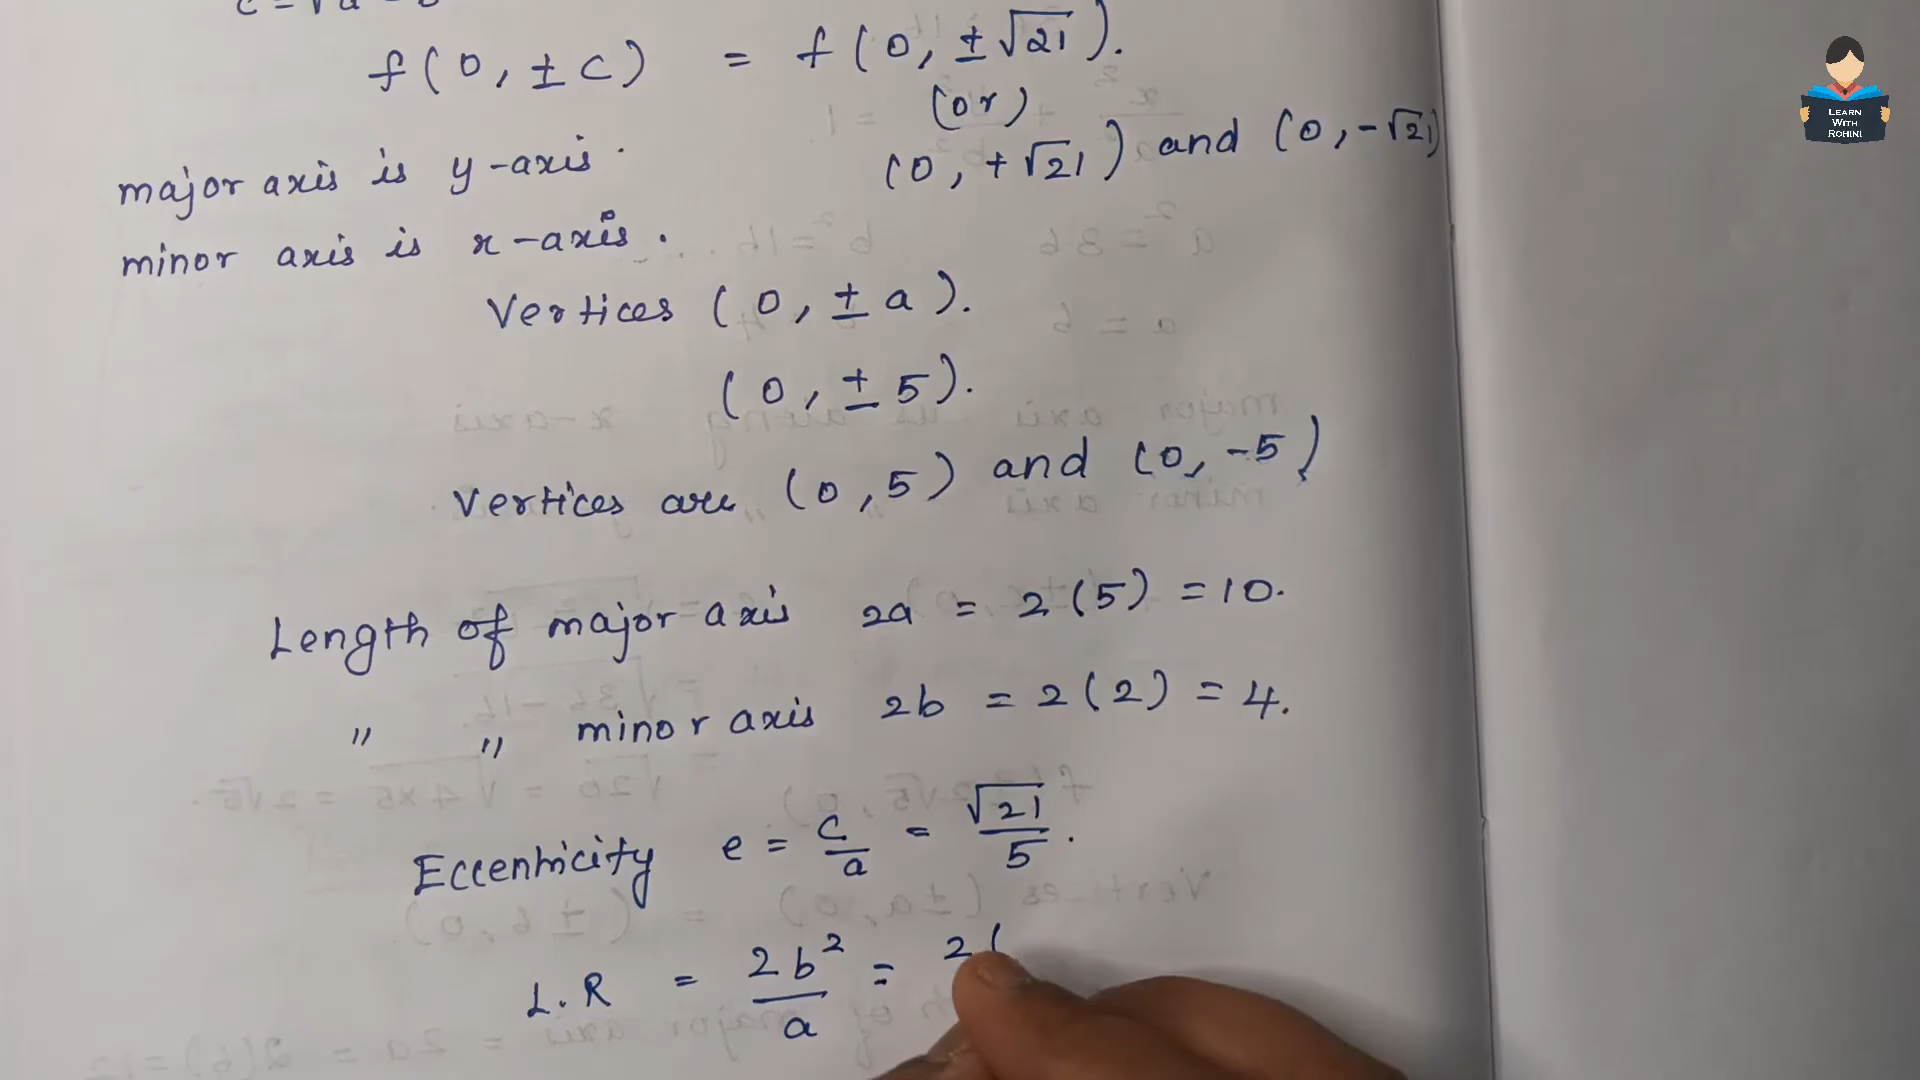 f(0, ± c) = f(0, ±√21).
(or)
major axis is y-axis. (0, +√21) and (0, -√21)
minor axis is x-axis.
Vertices (0, ± a).
(0, ± 5).
Vertices are (0, 5) and (0, -5)
Length of major axis 2a = 2(5) = 10.
" " minor axis 2b = 2(2) = 4.
Eccentricity e = c/a = √21/5.
L.R = 2b²/a = 2(
LEARN
WITH
ROHINI